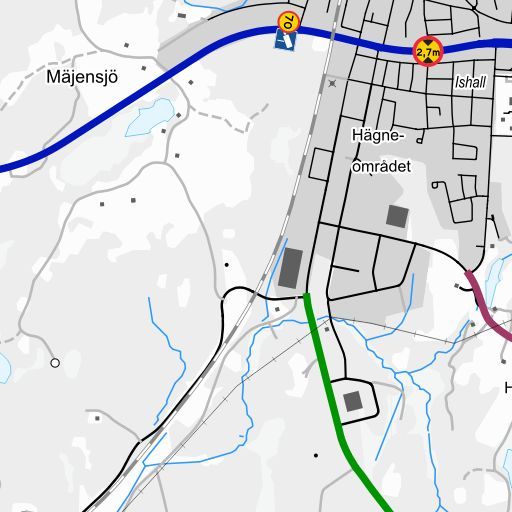 70
2,7m
Mäjensjö
Ishall
Hägne-
området
H